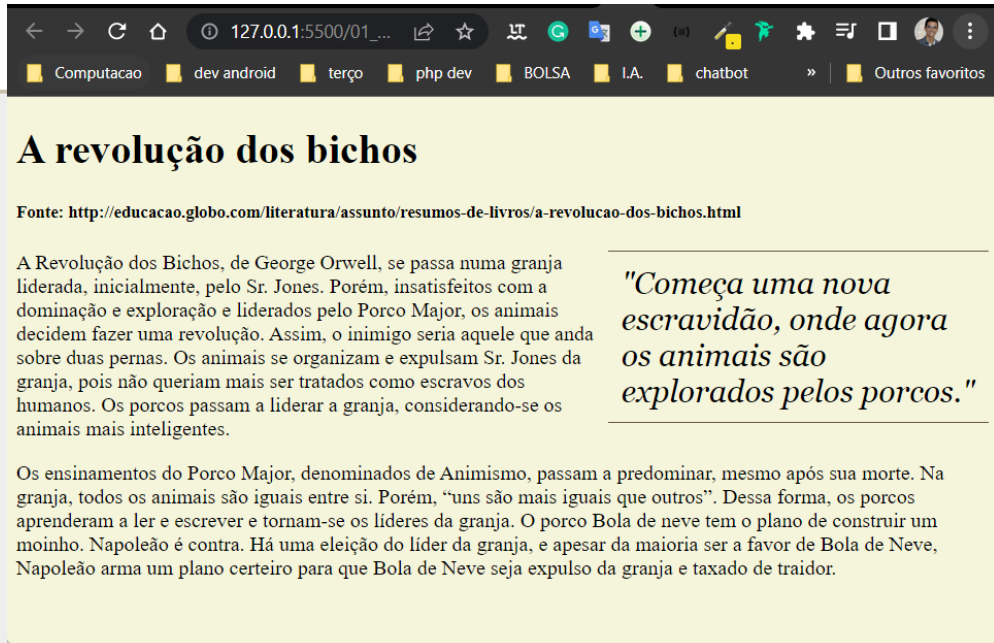 127.0.0.1:5500/01_...
Computacao dev android terço php dev BOLSA I.A. chatbot » Outros favoritos
A revolução dos bichos
Fonte: http://educacao.globo.com/literatura/assunto/resumos-de-livros/a-revolucao-dos-bichos.html
A Revolução dos Bichos, de George Orwell, se passa numa granja
liderada, inicialmente, pelo Sr. Jones. Porém, insatisfeitos com a
dominação e exploração e liderados pelo Porco Major, os animais
decidem fazer uma revolução. Assim, o inimigo seria aquele que anda
sobre duas pernas. Os animais se organizam e expulsam Sr. Jones da
granja, pois não queriam mais ser tratados como escravos dos
humanos. Os porcos passam a liderar a granja, considerando-se os
animais mais inteligentes.
"Começa uma nova
escravidão, onde agora
os animais são
explorados pelos porcos."
Os ensinamentos do Porco Major, denominados de Animismo, passam a predominar, mesmo após sua morte. Na
granja, todos os animais são iguais entre si. Porém, “uns são mais iguais que outros”. Dessa forma, os porcos
aprenderam a ler e escrever e tornam-se os líderes da granja. O porco Bola de neve tem o plano de construir um
moinho. Napoleão é contra. Há uma eleição do líder da granja, e apesar da maioria ser a favor de Bola de Neve,
Napoleão arma um plano certeiro para que Bola de Neve seja expulso da granja e taxado de traidor.